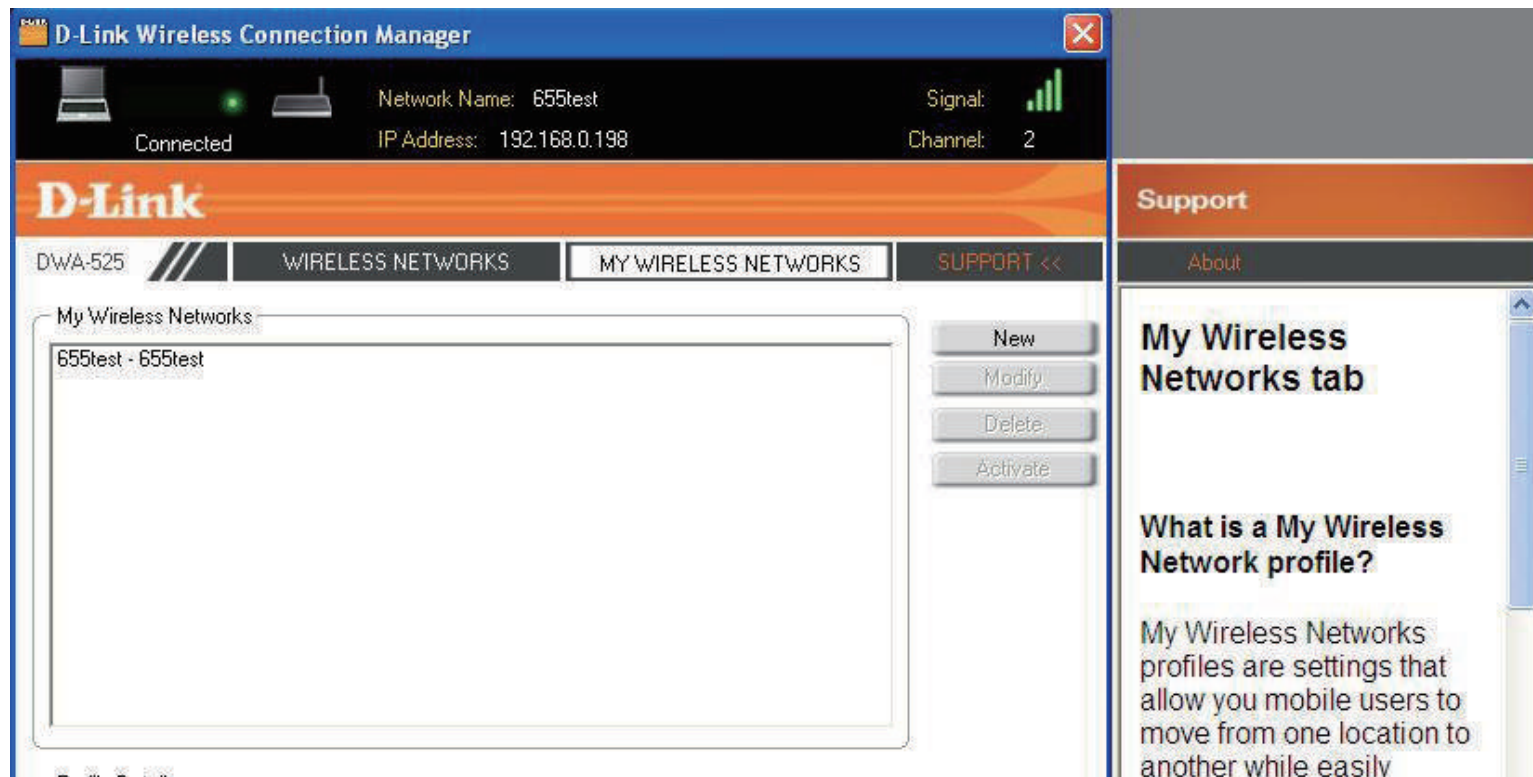 D-Link Wireless Connection Manager
Network Name: 655test
Signal:
Connected
IP Address: 192.168.0.198
Channel: 2
D-Link
DWA-525
WIRELESS NETWORKS
MY WIRELESS NETWORKS
SUPPORT <<
My Wireless Networks
655test - 655test
New
Modify
Delete
Activate
Support
About
My Wireless
Networks tab
What is a My Wireless
Network profile?
My Wireless Networks
profiles are settings that
allow you mobile users to
move from one location to
another while easily